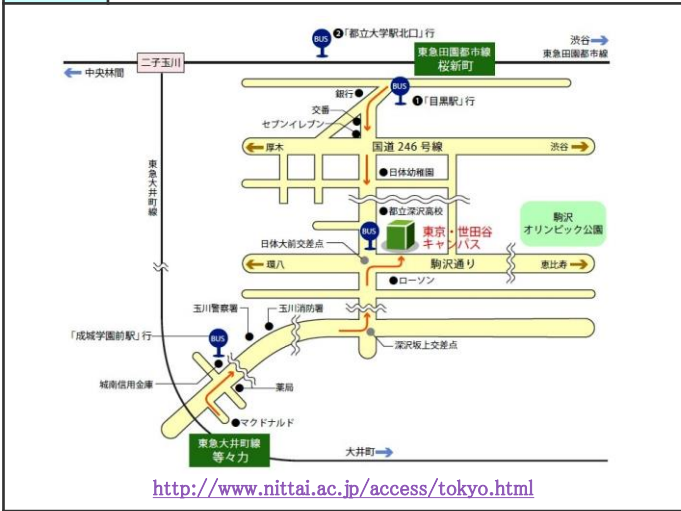 ❷「都立大学駅北口」行
BUS
渋谷
東急田園都市線
二子玉川
東急田園都市線
桜新町
中央林間
銀行
BUS
❶「目黒駅」行
交番
セブンイレブン
厚木
国道246号線
渋谷
東急大井町線
日体幼稚園
都立深沢高校
駒沢
オリンピック公園
BUS
東京・世田谷
キャンパス
日体大前交差点
環八
駒沢通り
恵比寿
ローソン
玉川警察署
玉川消防署
「成城学園前駅」行
BUS
深沢坂上交差点
城南信用金庫
薬局
マクドナルド
東急大井町線
等々力
大井町
http://www.nittai.ac.jp/access/tokyo.html